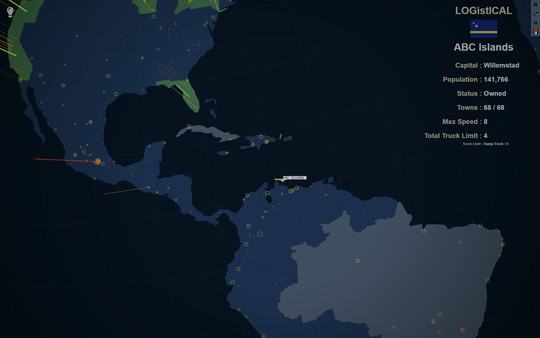 LOGistICAL
ABC Islands
Capital : Willemstad
Population : 141,766
Status : Owned
Towns : 68 / 68
Max Speed : 8
Total Truck Limit : 4
Truck Limit : Dump Truck : 4
ABC ISLANDS